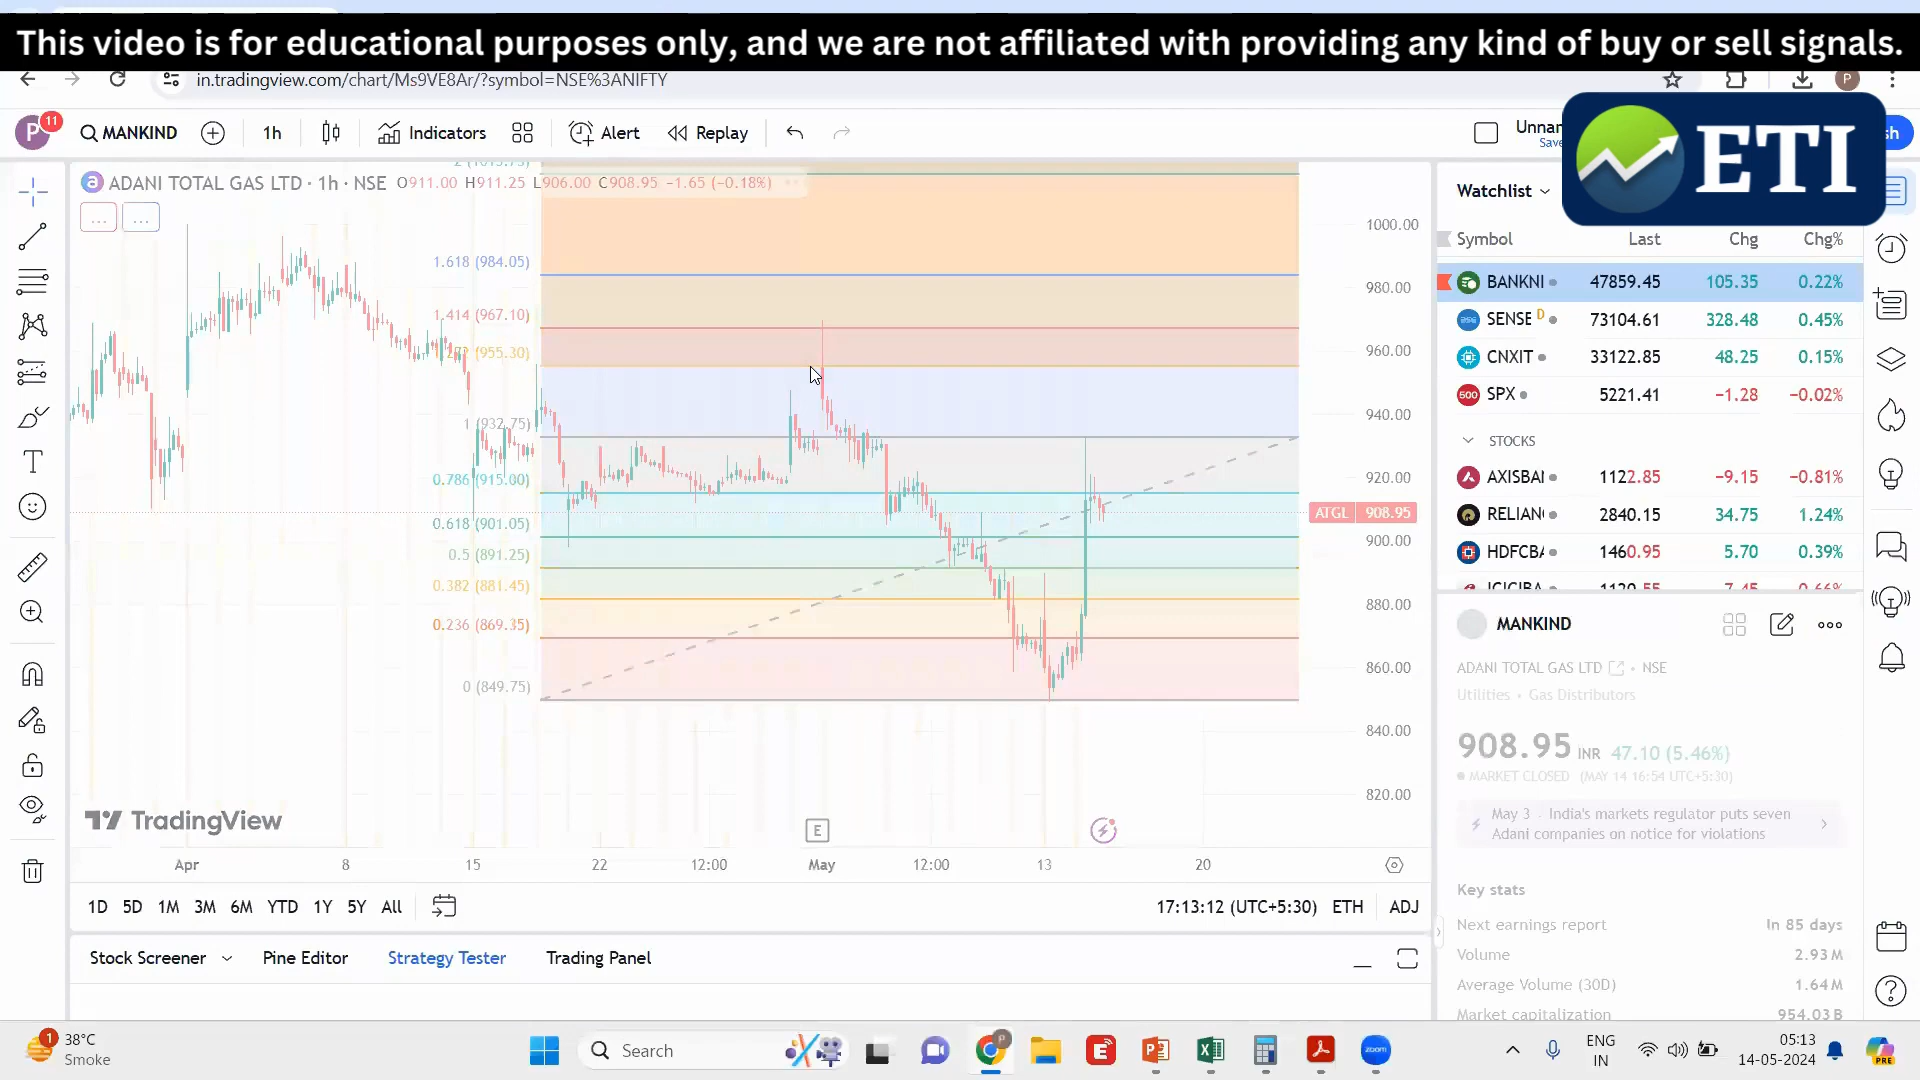 This video is for educational purposes only, and we are not affiliated with providing any kind of buy or sell signals.
in.tradingview.com/chart/Ms9VE8Ar/?symbol=NSE%3ANIFTY
P
P 11 MANKIND 1h Indicators Alert Replay Unnan
Save
sh
ETI
ADANI TOTAL GAS LTD · 1h · NSE O911.00 H911.25 L906.00 C908.95 −1.65 (−0.18%)
1.618 (984.05)
1.414 (967.10)
(955.30)
1 (932.75)
0.786 (915.00)
0.618 (901.05)
0.5 (891.25)
0.382 (881.45)
0.236 (869.35)
0 (849.75)
1000.00
980.00
960.00
940.00
920.00
ATGL 908.95
900.00
880.00
860.00
840.00
820.00
TradingView
E
Apr 8 15 22 12:00 May 12:00 13 20
1D 5D 1M 3M 6M YTD 1Y 5Y All 17:13:12 (UTC+5:30) ETH ADJ
Stock Screener Pine Editor Strategy Tester Trading Panel
Watchlist
Symbol Last Chg Chg%
BANKNI 47859.45 105.35 0.22%
SENSE D 73104.61 328.48 0.45%
CNXIT 33122.85 48.25 0.15%
500 SPX 5221.41 −1.28 −0.02%
STOCKS
AXISBAI 1122.85 −9.15 −0.81%
RELIAN 2840.15 34.75 1.24%
HDFCBA 1460.95 5.70 0.39%
MANKIND
ADANI TOTAL GAS LTD • NSE
Utilities • Gas Distributors
908.95 INR 47.10 (5.46%)
MARKET CLOSED (MAY 14 16:54 UTC+5:30)
May 3 · India's markets regulator puts seven
Adani companies on notice for violations
Key stats
Next earnings report In 85 days
Volume 2.93M
Average Volume (30D) 1.64M
Market capitalization 954.03B
1 38°C
Smoke
Search
zoom
ENG
IN
05:13
14-05-2024
PRE